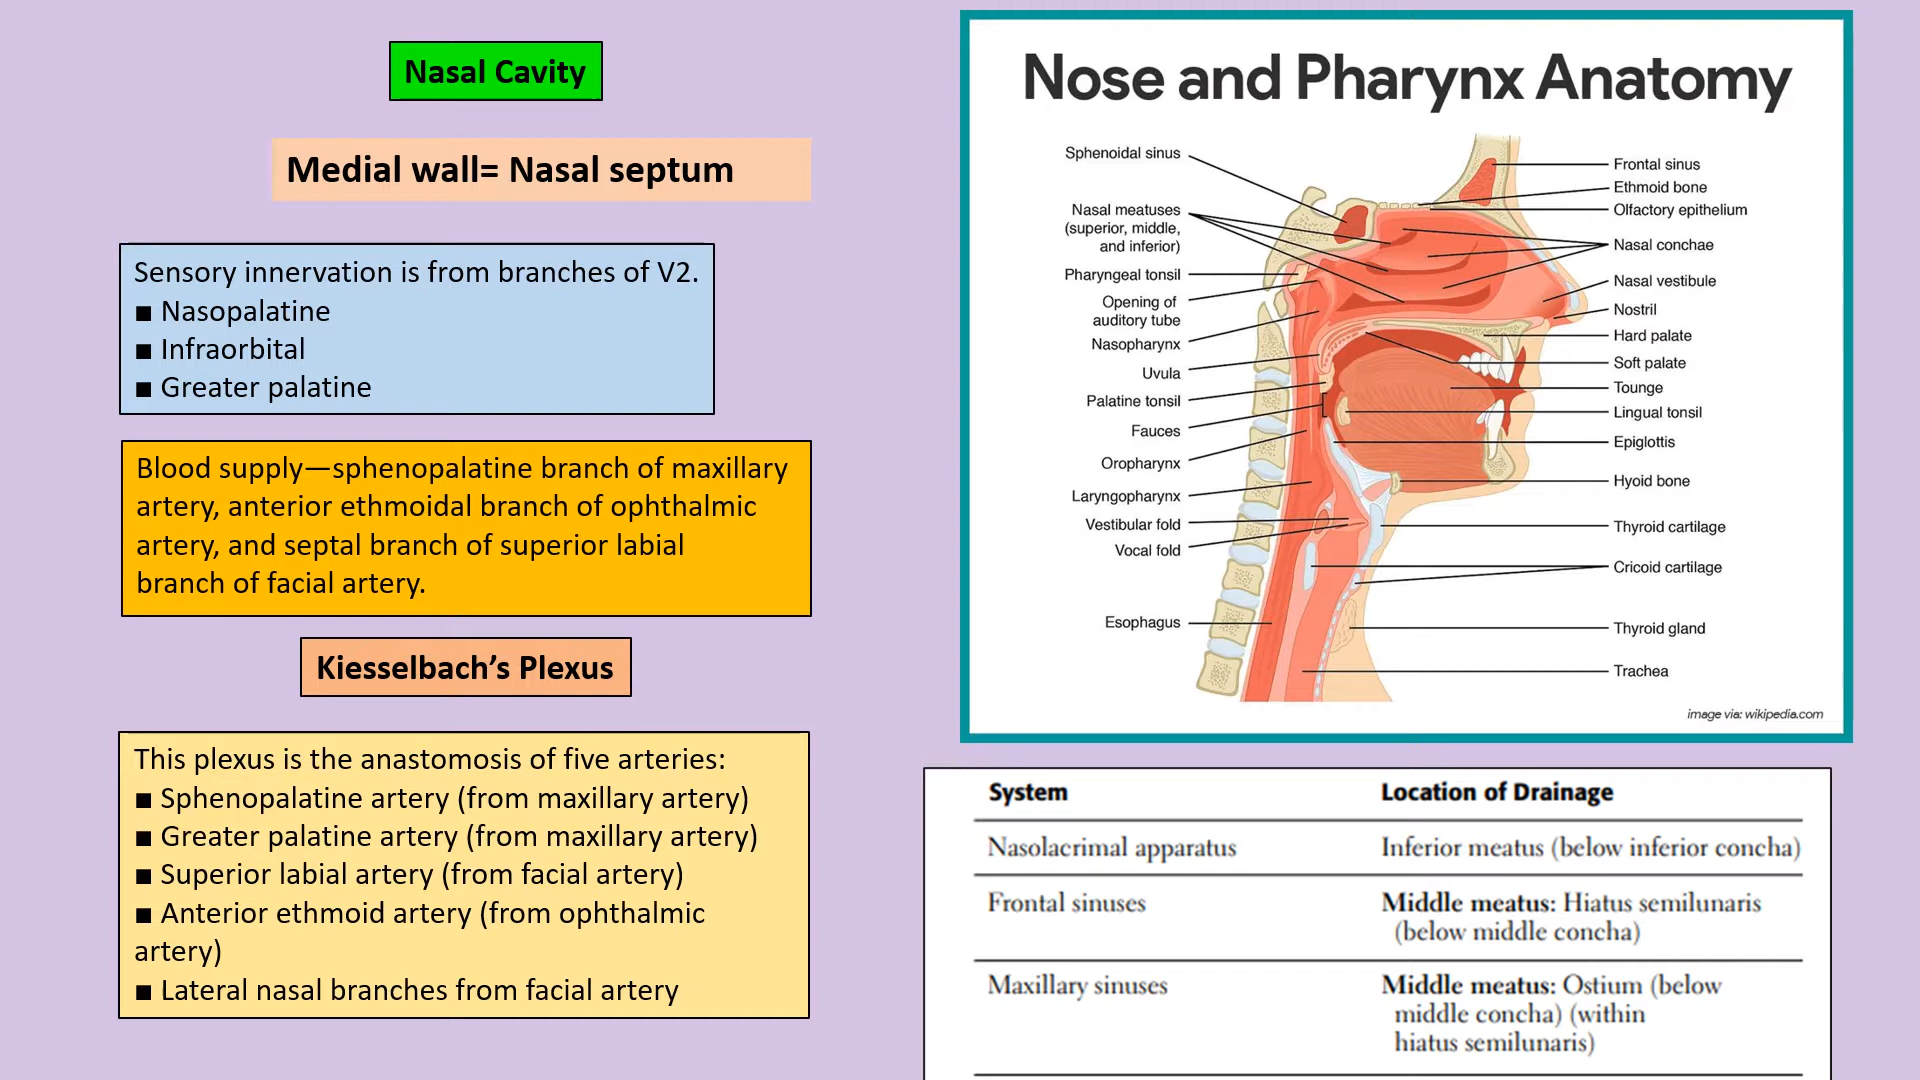 Nasal Cavity
Medial wall= Nasal septum
Sensory innervation is from branches of V2.
■ Nasopalatine
■ Infraorbital
■ Greater palatine
Blood supply—sphenopalatine branch of maxillary
artery, anterior ethmoidal branch of ophthalmic
artery, and septal branch of superior labial
branch of facial artery.
Kiesselbach’s Plexus
This plexus is the anastomosis of five arteries:
■ Sphenopalatine artery (from maxillary artery)
■ Greater palatine artery (from maxillary artery)
■ Superior labial artery (from facial artery)
■ Anterior ethmoid artery (from ophthalmic
artery)
■ Lateral nasal branches from facial artery
Nose and Pharynx Anatomy
Sphenoidal sinus
Nasal meatuses
(superior, middle,
and inferior)
Pharyngeal tonsil
Opening of
auditory tube
Nasopharynx
Uvula
Palatine tonsil
Fauces
Oropharynx
Laryngopharynx
Vestibular fold
Vocal fold
Esophagus
Frontal sinus
Ethmoid bone
Olfactory epithelium
Nasal conchae
Nasal vestibule
Nostril
Hard palate
Soft palate
Tounge
Lingual tonsil
Epiglottis
Hyoid bone
Thyroid cartilage
Cricoid cartilage
Thyroid gland
Trachea
image via: wikipedia.com
System Location of Drainage
Nasolacrimal apparatus Inferior meatus (below inferior concha)
Frontal sinuses Middle meatus: Hiatus semilunaris
(below middle concha)
Maxillary sinuses Middle meatus: Ostium (below
middle concha) (within
hiatus semilunaris)